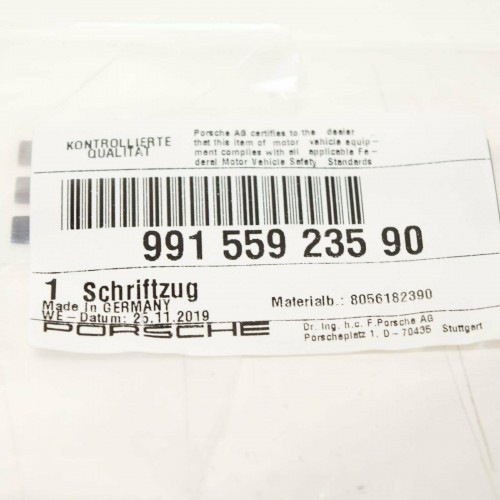 KONTROLLIERTE
QUALITÄT
Porsche AG certifies to the dealer
that this item of motor vehicle equip-
ment complies with all applicable Fe-
deral Motor Vehicle Safety Standards
991 559 235 90
1 Schriftzug
Made in GERMANY
WE-Datum: 25.11.2019
Materialb.: 8056182390
PORSCHE
Dr. Ing. h.c. F.Porsche AG
Porscheplatz 1, D-70435 Stuttgart